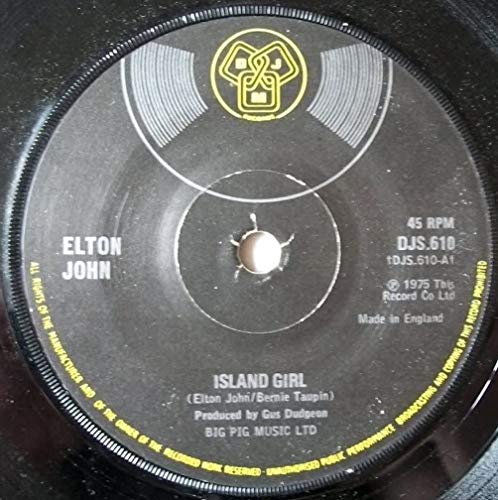 D J
M
RECORDS
ELTON
JOHN
45 RPM
DJS.610
tDJS.610-A1
Ⓟ 1975 This
Record Co Ltd
Made in England
ISLAND GIRL
(Elton John/Bernie Taupin)
Produced by Gus Dudgeon
BIG PIG MUSIC LTD
ALL RIGHTS OF THE MANUFACTURER AND OF THE OWNER OF THE RECORDED WORK RESERVED · UNAUTHORISED PUBLIC PERFORMANCE BROADCASTING AND COPYING OF THIS RECORD PROHIBITED